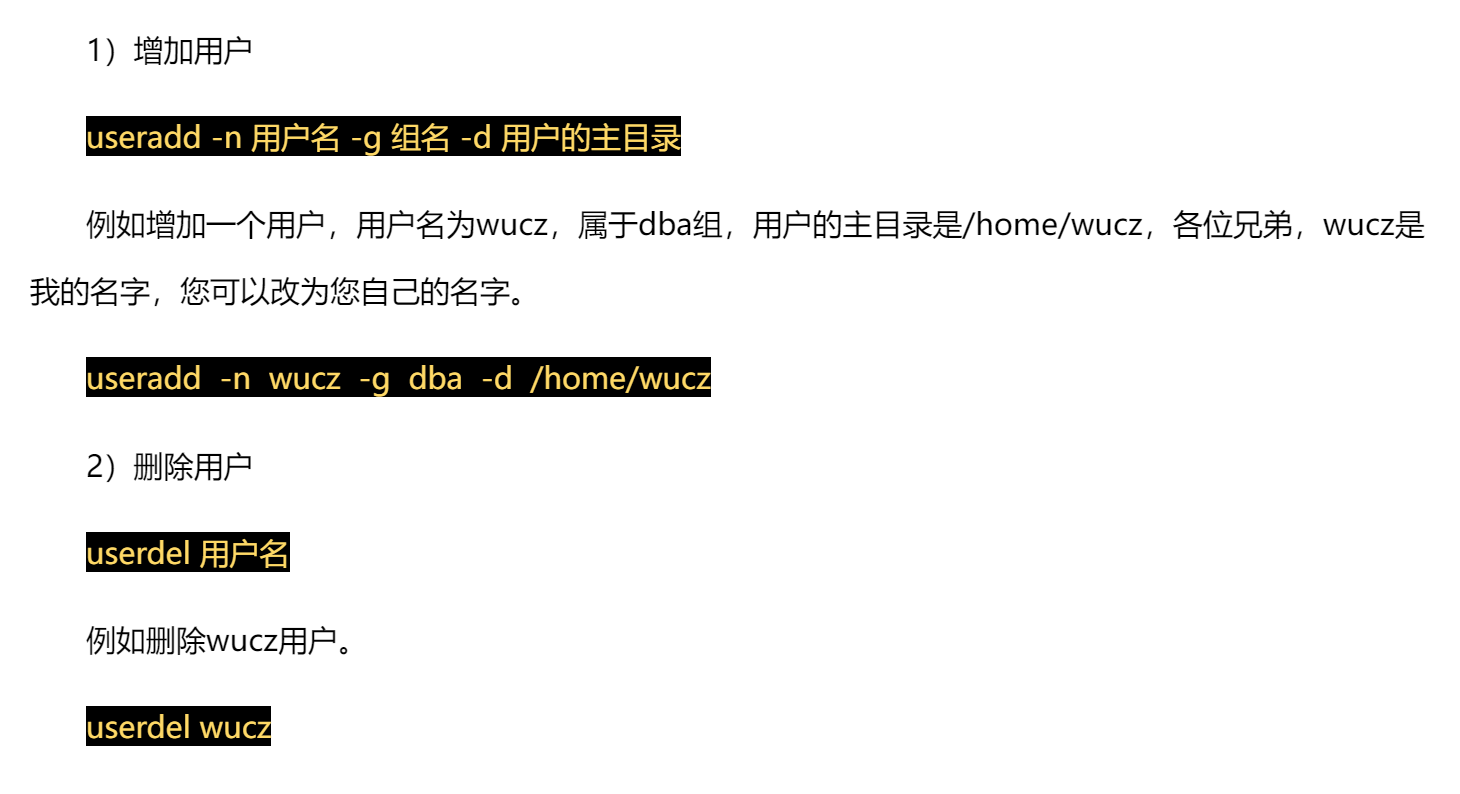 1）增加用户
useradd -n 用户名 -g 组名 -d 用户的主目录
例如增加一个用户，用户名为wucz，属于dba组，用户的主目录是/home/wucz，各位兄弟，wucz是
我的名字，您可以改为您自己的名字。
useradd -n wucz -g dba -d /home/wucz
2）删除用户
userdel 用户名
例如删除wucz用户。
userdel wucz